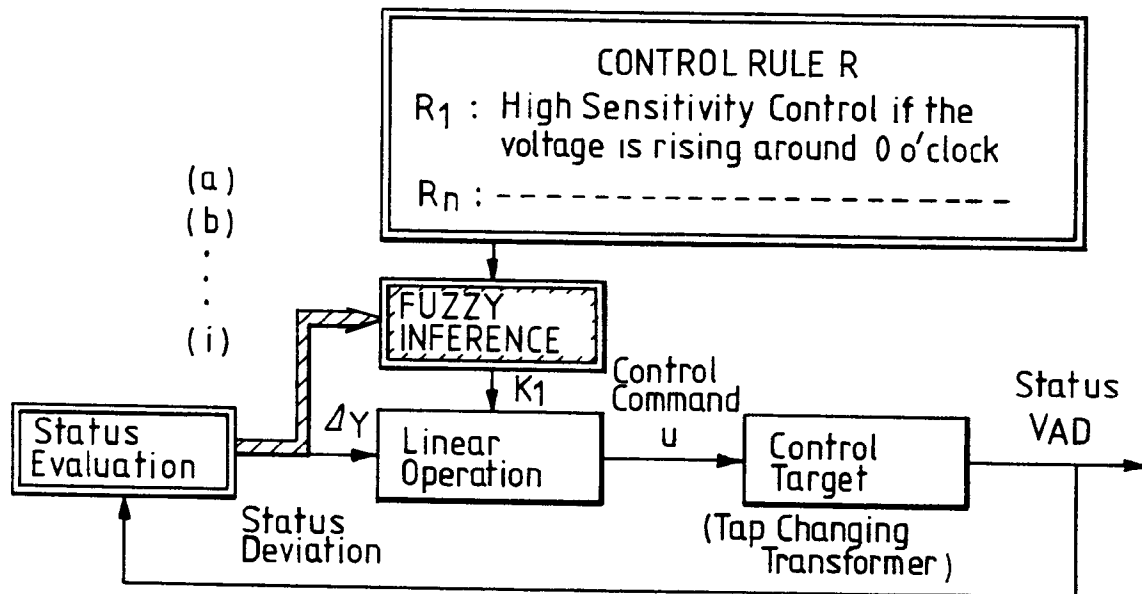 CONTROL RULE R
R1 : High Sensitivity Control if the
voltage is rising around 0 o'clock
Rn : - - - - - - - - - - - - - - - - - - - - - -
(a)
(b)
.
.
.
(i)
FUZZY
INFERENCE
K1
Control
Command
u
Status
VAD
Status
Evaluation
ΔY
Linear
Operation
Control
Target
Status
Deviation
(Tap Changing
Transformer)